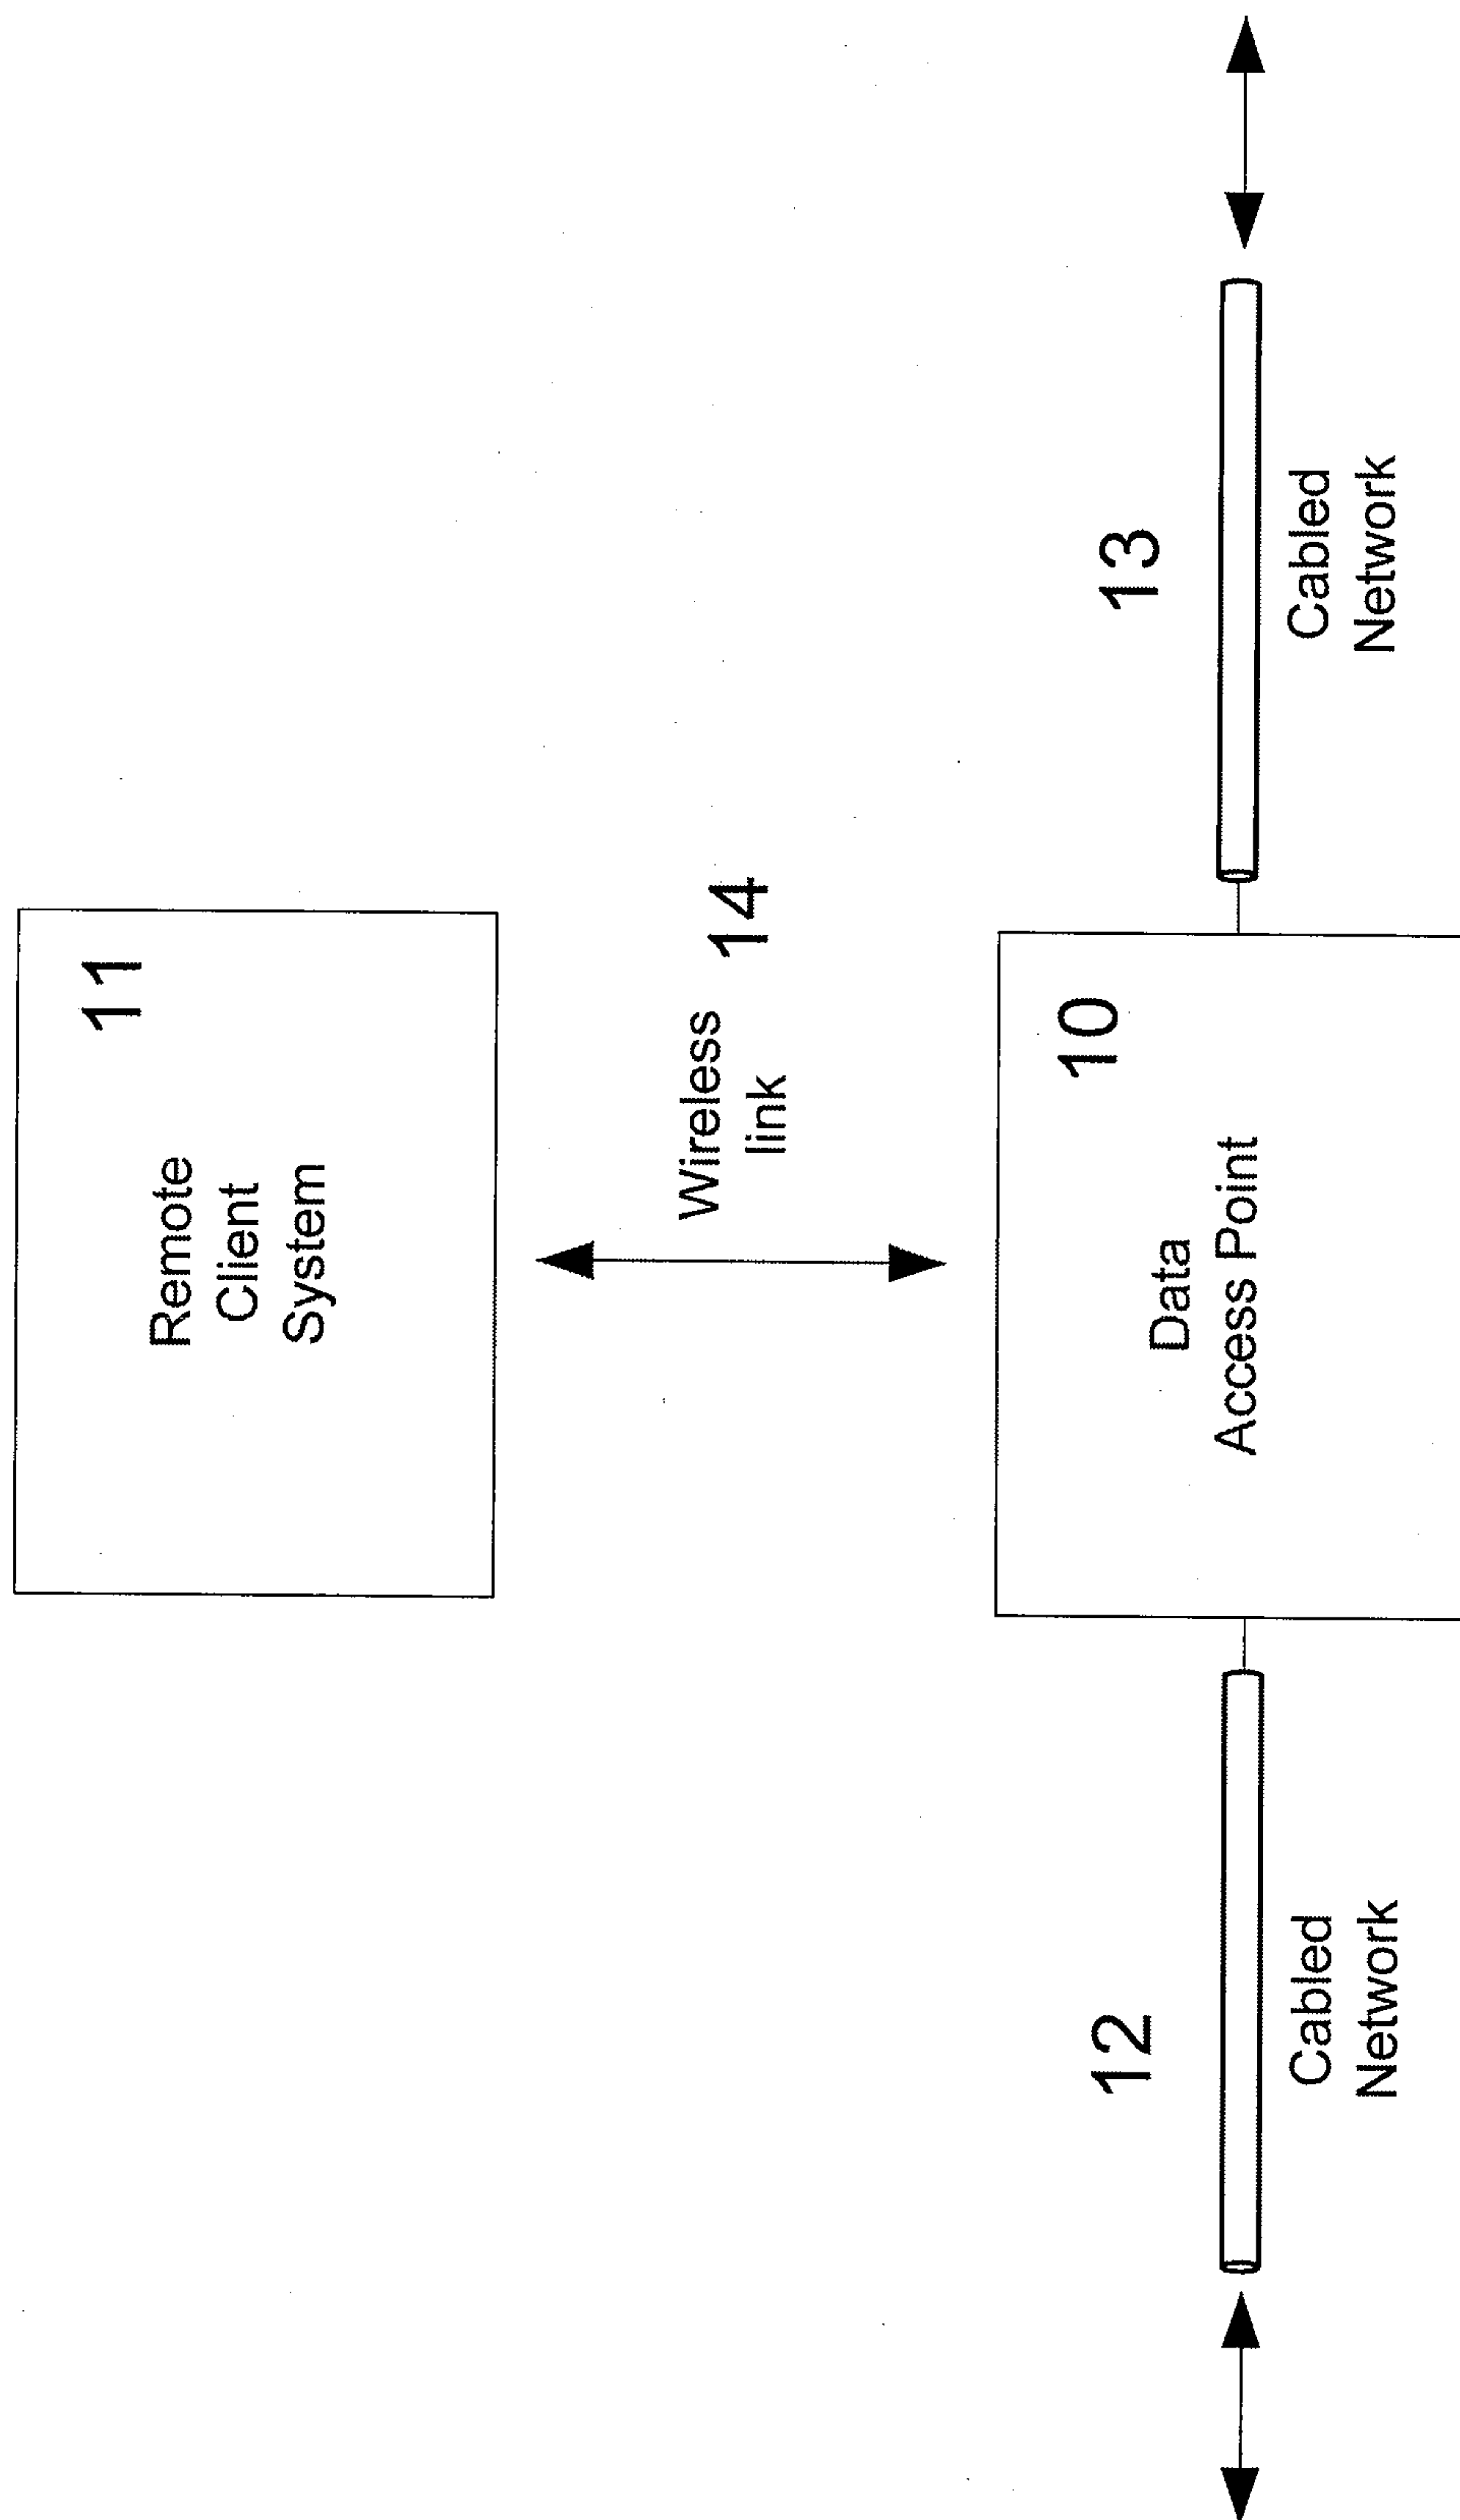 11
Remote
Client
System
Wireless
link
14
10
Data
Access Point
12
Cabled
Network
13
Cabled
Network